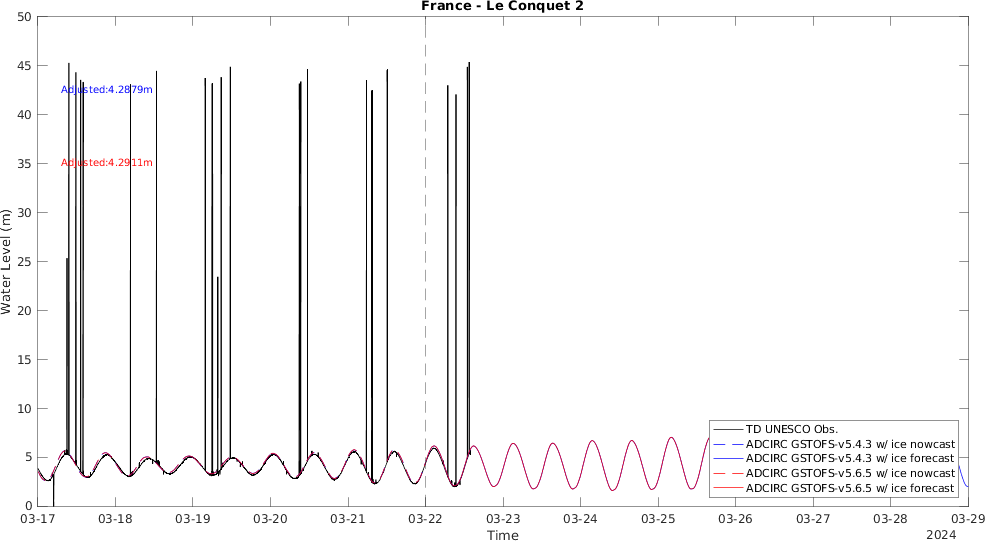 France - Le Conquet 2
Water Level (m)
50
45
40
35
30
25
20
15
10
5
0
Adjusted:4.2879m
Adjusted:4.2911m
TD UNESCO Obs.
ADCIRC GSTOFS-v5.4.3 w/ ice nowcast
ADCIRC GSTOFS-v5.4.3 w/ ice forecast
ADCIRC GSTOFS-v5.6.5 w/ ice nowcast
ADCIRC GSTOFS-v5.6.5 w/ ice forecast
03-17 03-18 03-19 03-20 03-21 03-22 03-23 03-24 03-25 03-26 03-27 03-28 03-29
Time
2024